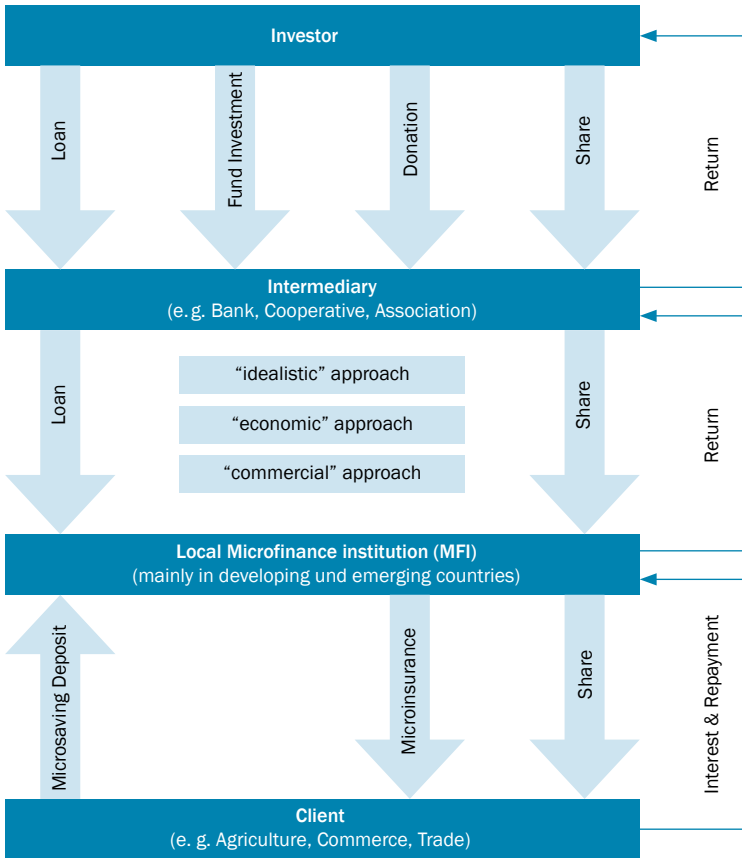 Investor
Loan
Fund Investment
Donation
Share
Return
Intermediary
(e. g. Bank, Cooperative, Association)
Loan
“idealistic” approach
“economic” approach
“commercial” approach
Share
Return
Local Microfinance institution (MFI)
(mainly in developing und emerging countries)
Microsaving Deposit
Microinsurance
Share
Interest & Repayment
Client
(e. g. Agriculture, Commerce, Trade)